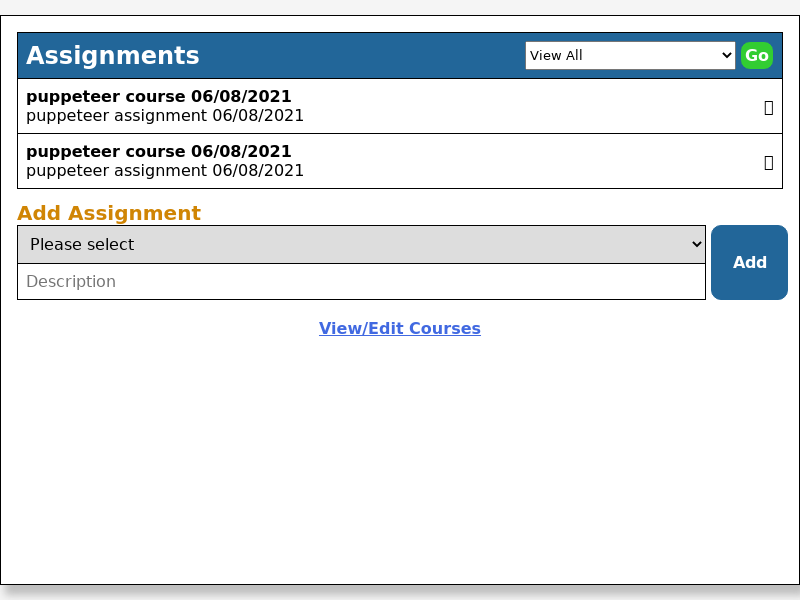 Assignments
View All
Go
puppeteer course 06/08/2021
puppeteer assignment 06/08/2021
puppeteer course 06/08/2021
puppeteer assignment 06/08/2021
Add Assignment
Please select
Description
Add
View/Edit Courses